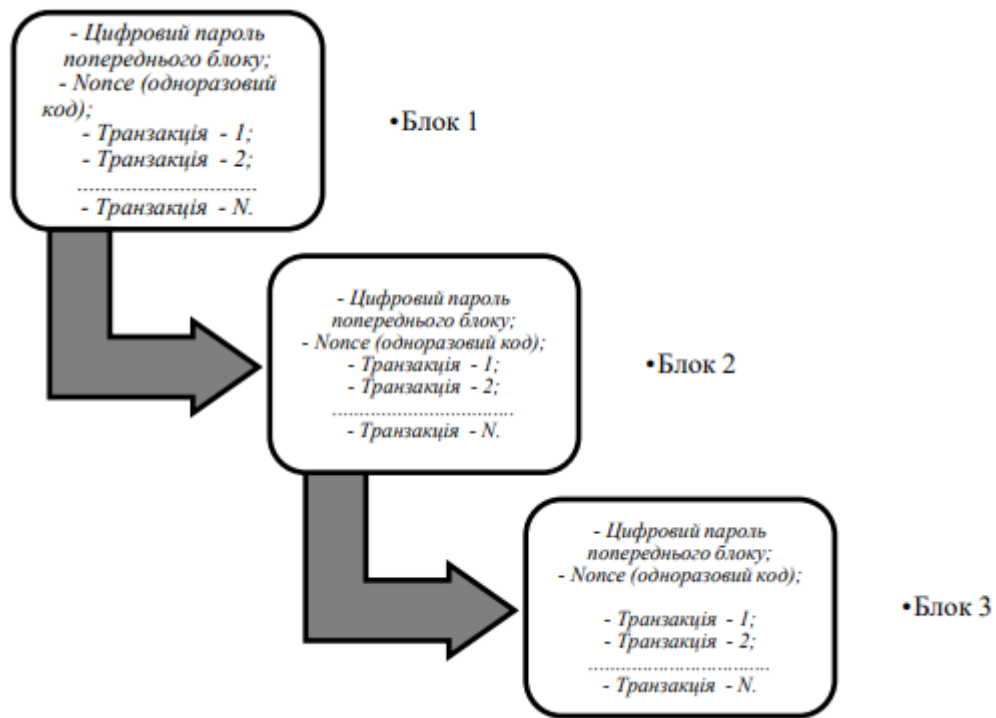 - Цифровий пароль
попереднього блоку;
- Nonce (одноразовий
код);
- Транзакція - 1;
- Транзакція - 2;
................................
- Транзакція - N.
•Блок 1
- Цифровий пароль
попереднього блоку;
- Nonce (одноразовий код);
- Транзакція - 1;
- Транзакція - 2;
..................................
- Транзакція - N.
•Блок 2
- Цифровий пароль
попереднього блоку;
- Nonce (одноразовий код);
- Транзакція - 1;
- Транзакція - 2;
..................................
- Транзакція - N.
•Блок 3